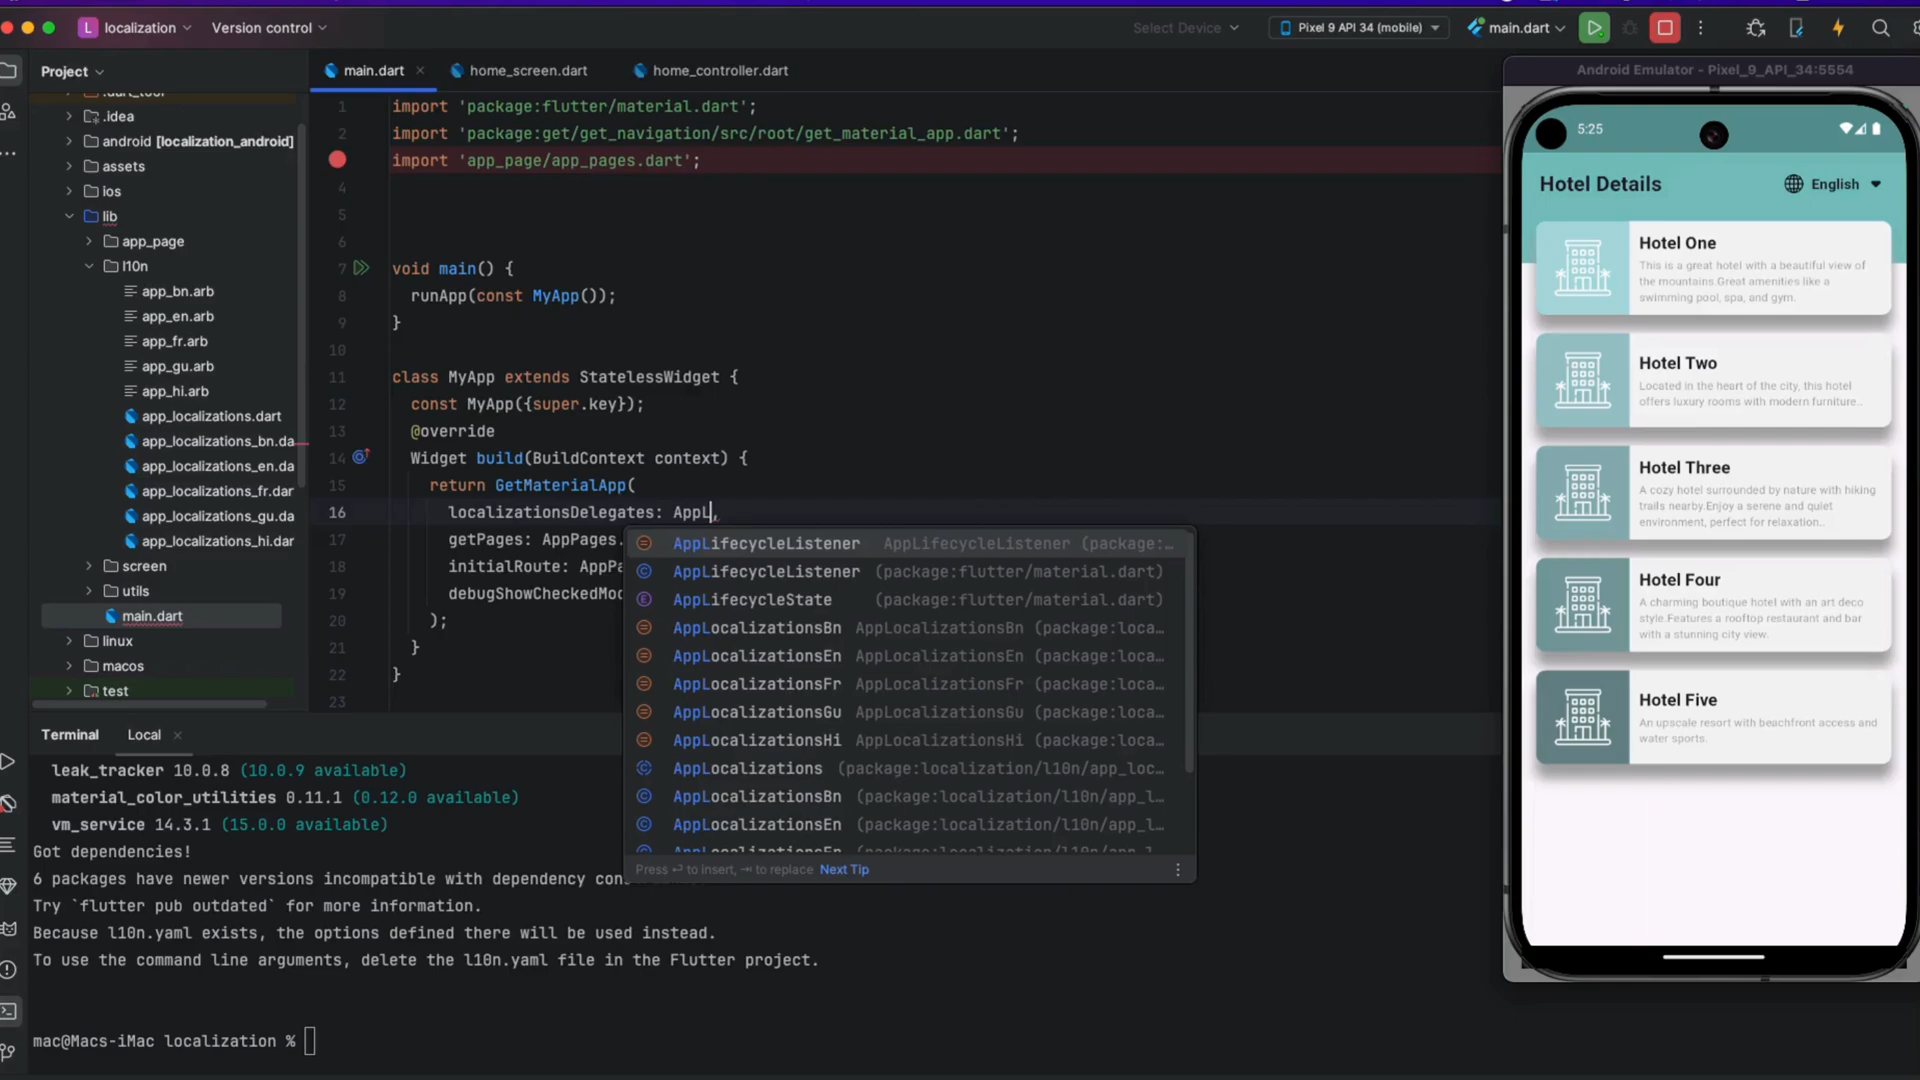 L localization
Version control
Select Device
Pixel 9 API 34 (mobile)
main.dart
Project
.idea
android [localization_android]
assets
ios
lib
app_page
l10n
app_bn.arb
app_en.arb
app_fr.arb
app_gu.arb
app_hi.arb
app_localizations.dart
app_localizations_bn.da
app_localizations_en.da
app_localizations_fr.dar
app_localizations_gu.da
app_localizations_hi.dar
screen
utils
main.dart
linux
macos
test
main.dart
home_screen.dart
home_controller.dart
1 import 'package:flutter/material.dart';
2 import 'package:get/get_navigation/src/root/get_material_app.dart';
import 'app_page/app_pages.dart';
4
5
6
7 void main() {
8 runApp(const MyApp());
9 }
10
11 class MyApp extends StatelessWidget {
12 const MyApp({super.key});
13 @override
14 Widget build(BuildContext context) {
15 return GetMaterialApp(
16 localizationsDelegates: AppL,
17 getPages: AppPages.
18 initialRoute: AppPa
19 debugShowCheckedMod
20 );
21 }
22 }
23
AppLifecycleListener AppLifecycleListener (package:…
AppLifecycleListener (package:flutter/material.dart)
AppLifecycleState (package:flutter/material.dart)
AppLocalizationsBn AppLocalizationsBn (package:loca…
AppLocalizationsEn AppLocalizationsEn (package:loca…
AppLocalizationsFr AppLocalizationsFr (package:loca…
AppLocalizationsGu AppLocalizationsGu (package:loca…
AppLocalizationsHi AppLocalizationsHi (package:loca…
AppLocalizations (package:localization/l10n/app_loc…
AppLocalizationsBn (package:localization/l10n/app_l…
AppLocalizationsEn (package:localization/l10n/app_l…
Press ⏎ to insert, ⇥ to replace Next Tip
Terminal
Local
leak_tracker 10.0.8 (10.0.9 available)
material_color_utilities 0.11.1 (0.12.0 available)
vm_service 14.3.1 (15.0.0 available)
Got dependencies!
6 packages have newer versions incompatible with dependency
Try `flutter pub outdated` for more information.
Because l10n.yaml exists, the options defined there will be used instead.
To use the command line arguments, delete the l10n.yaml file in the Flutter project.
mac@Macs-iMac localization %
Android Emulator - Pixel_9_API_34:5554
5:25
Hotel Details
English
Hotel One
This is a great hotel with a beautiful view of
the mountains.Great amenities like a
swimming pool, spa, and gym.
Hotel Two
Located in the heart of the city, this hotel
offers luxury rooms with modern furniture..
Hotel Three
A cozy hotel surrounded by nature with hiking
trails nearby.Enjoy a serene and quiet
environment, perfect for relaxation..
Hotel Four
A charming boutique hotel with an art deco
style.Features a rooftop restaurant and bar
with a stunning city view.
Hotel Five
An upscale resort with beachfront access and
water sports.